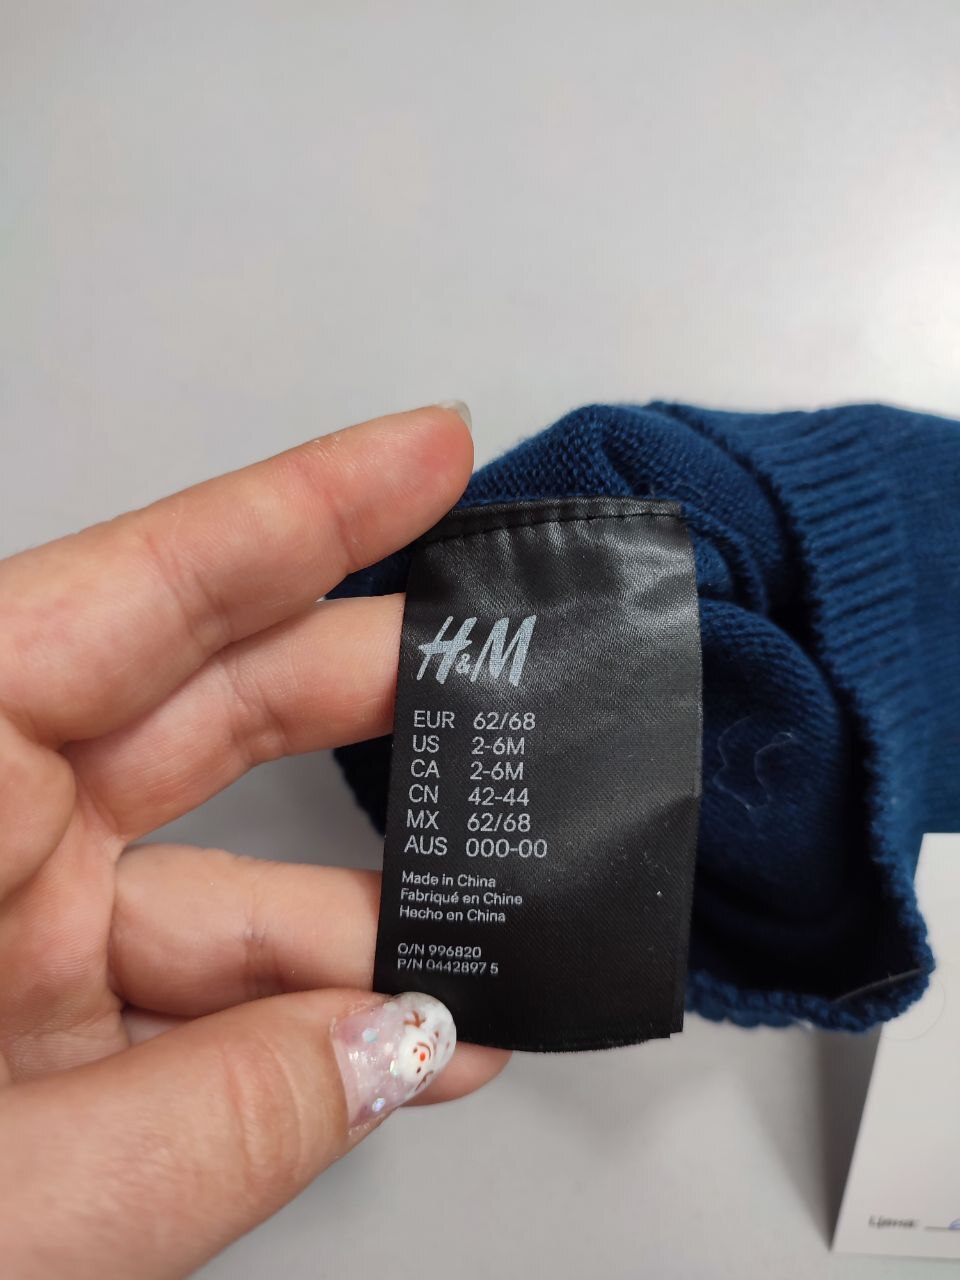 H&M
EUR 62/68
US 2-6M
CA 2-6M
CN 42-44
MX 62/68
AUS 000-00
Made in China
Fabriqué en Chine
Hecho en China
O/N 996820
P/N 0442897 5